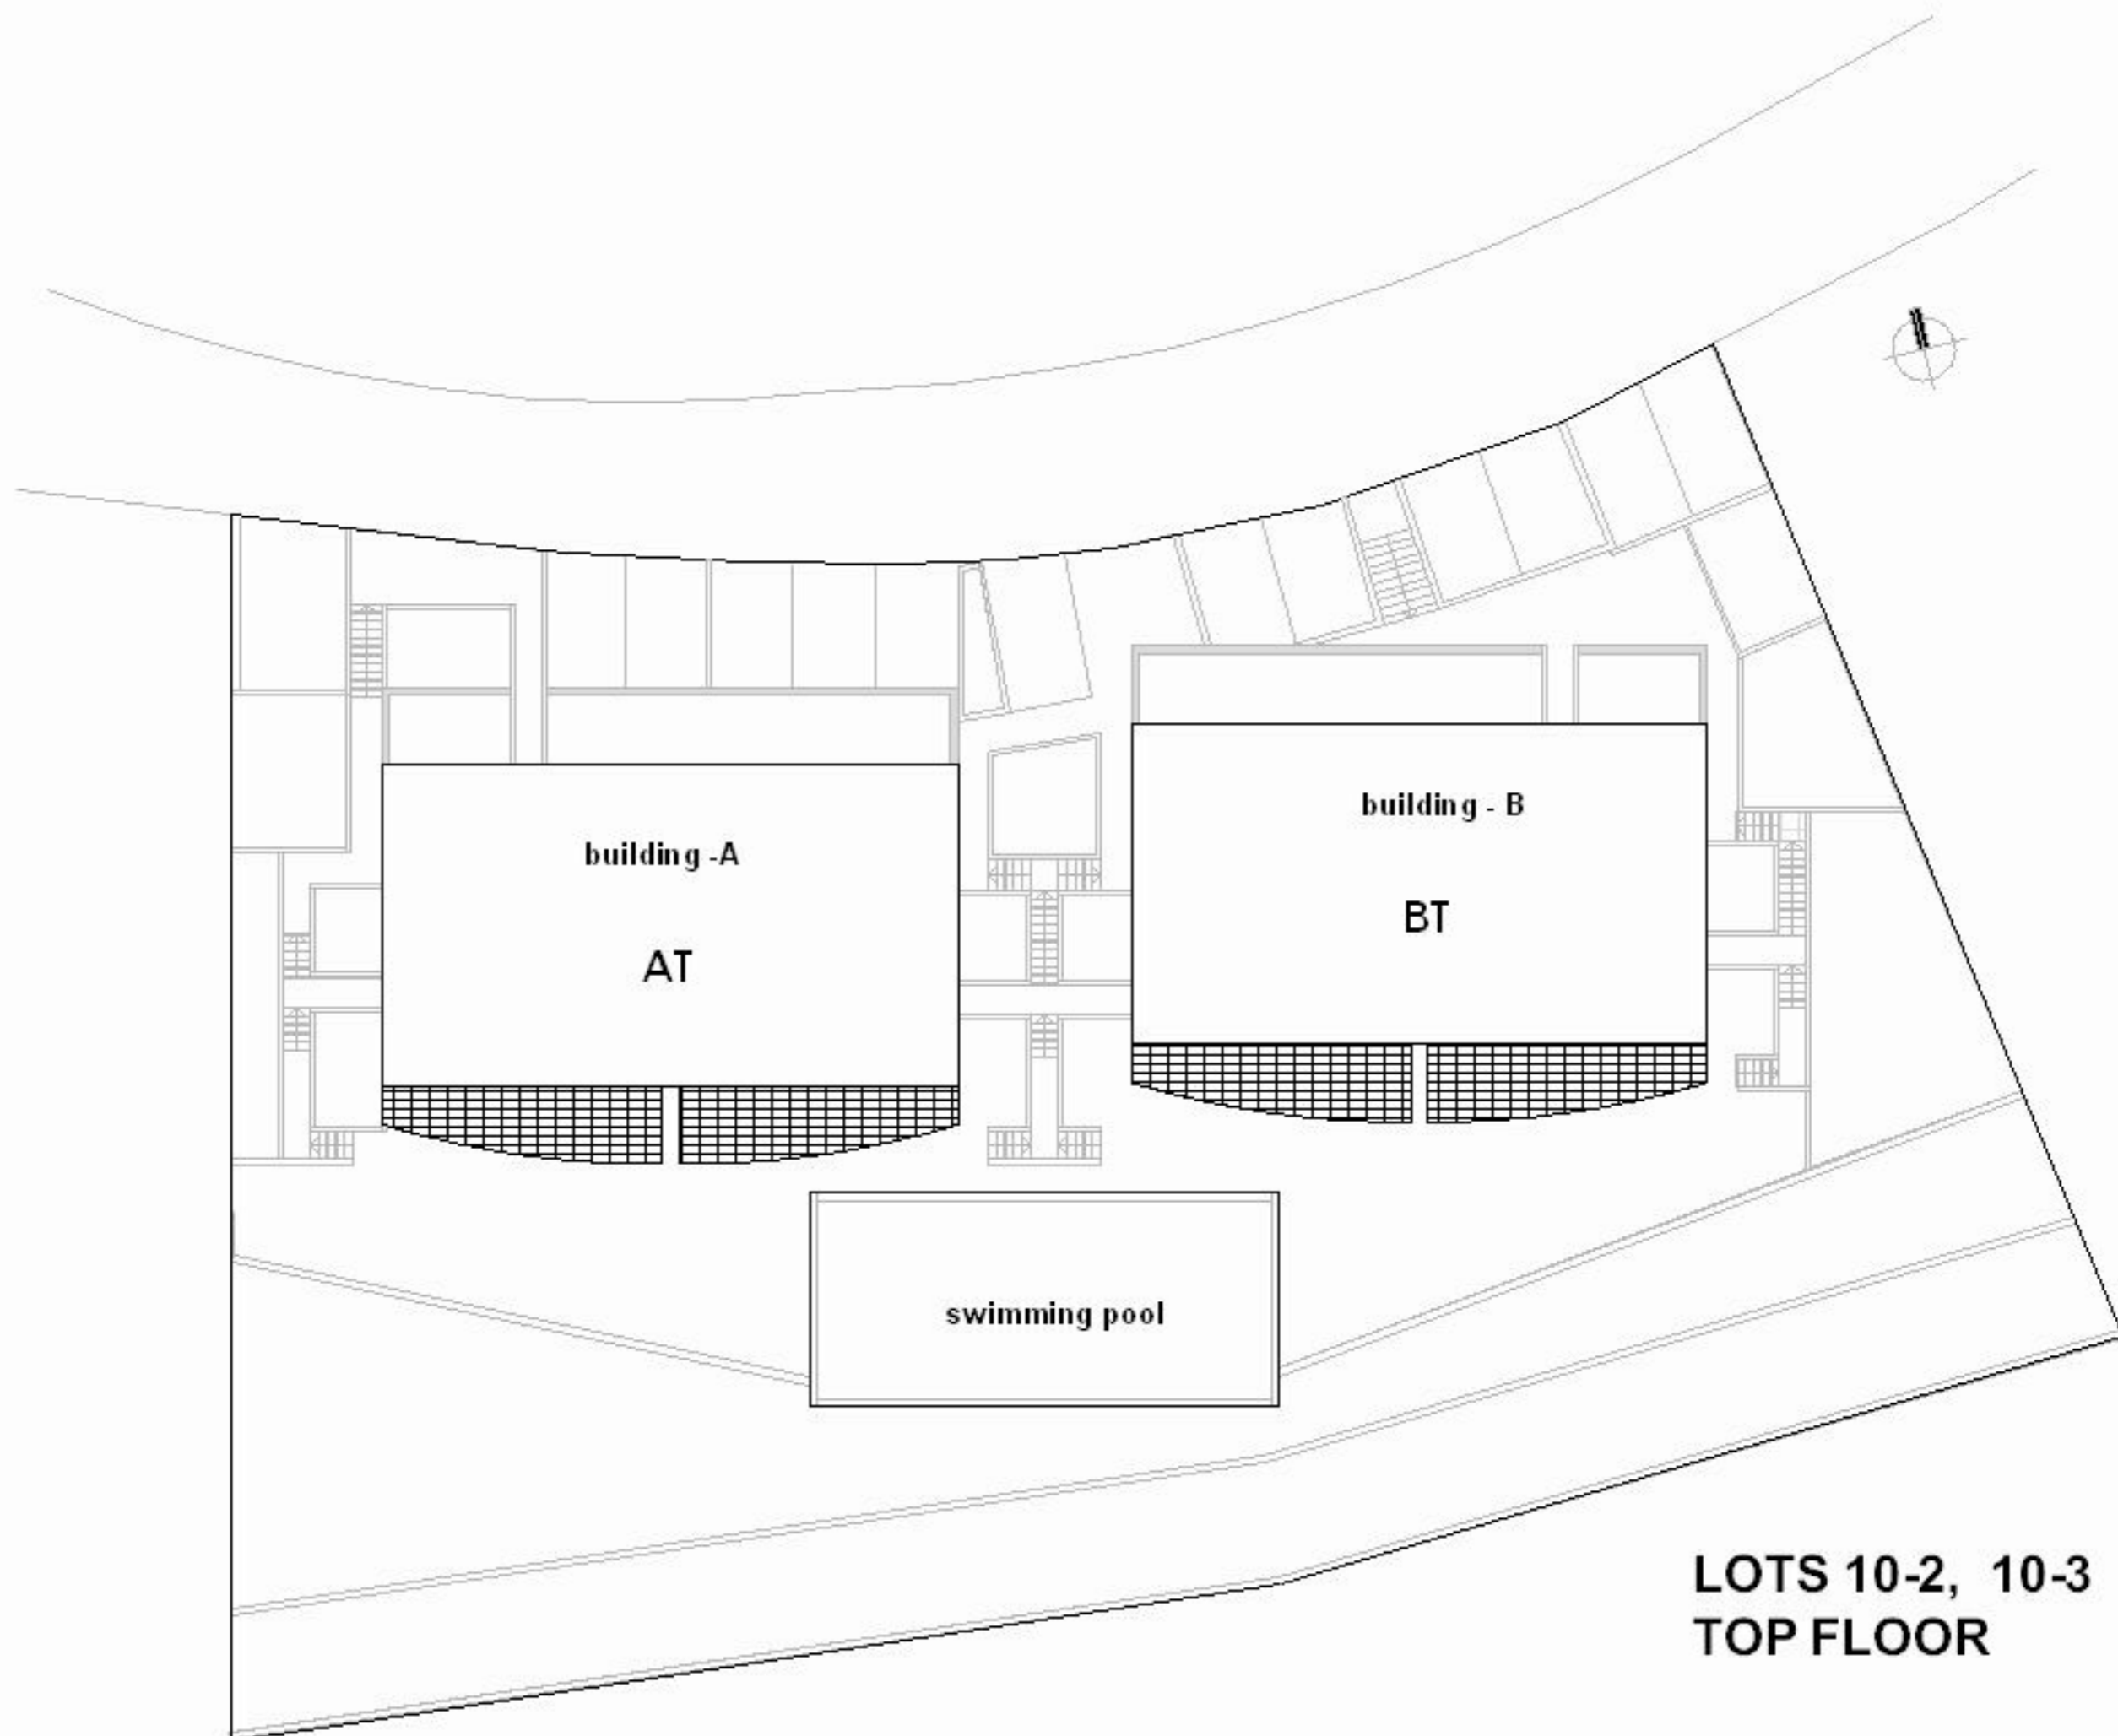 building - B
building -A
BT
AT
swimming pool
LOTS 10-2, 10-3
TOP FLOOR